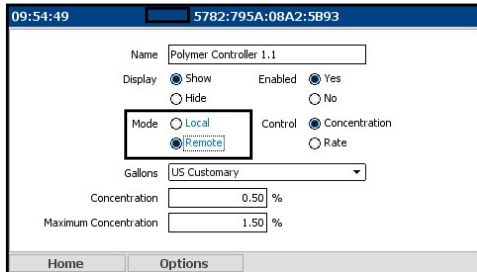 09:54:49 5782:795A:08A2:5B93
Name Polymer Controller 1.1
Display Show Enabled Yes
Hide No
Mode Local Control Concentration
Remote Rate
Gallons US Customary
Concentration 0.50 %
Maximum Concentration 1.50 %
Home Options